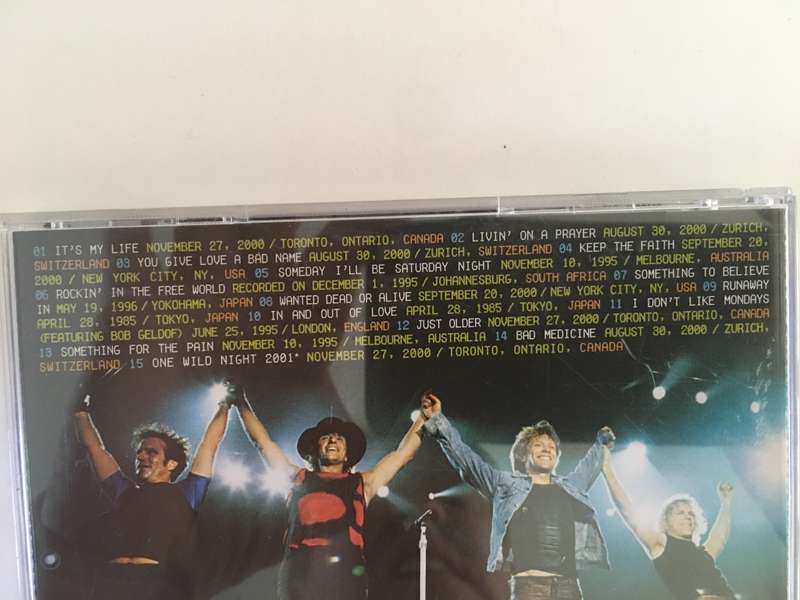 01 IT'S MY LIFE NOVEMBER 27, 2000 / TORONTO, ONTARIO, CANADA 02 LIVIN' ON A PRAYER AUGUST 30, 2000 / ZURICH,
SWITZERLAND 03 YOU GIVE LOVE A BAD NAME AUGUST 30, 2000 / ZURICH, SWITZERLAND 04 KEEP THE FAITH SEPTEMBER 20,
2000 / NEW YORK CITY, NY, USA 05 SOMEDAY I'LL BE SATURDAY NIGHT NOVEMBER 10, 1995 / MELBOURNE, AUSTRALIA
06 ROCKIN' IN THE FREE WORLD RECORDED ON DECEMBER 1, 1995 / JOHANNESBURG, SOUTH AFRICA 07 SOMETHING TO BELIEVE
IN MAY 19, 1996 / YOKOHAMA, JAPAN 08 WANTED DEAD OR ALIVE SEPTEMBER 20, 2000 / NEW YORK CITY, NY, USA 09 RUNAWAY
APRIL 28, 1985 / TOKYO, JAPAN 10 IN AND OUT OF LOVE APRIL 28, 1985 / TOKYO, JAPAN 11 I DON'T LIKE MONDAYS
(FEATURING BOB GELDOF) JUNE 25, 1995 / LONDON, ENGLAND 12 JUST OLDER NOVEMBER 27, 2000 / TORONTO, ONTARIO, CANADA
13 SOMETHING FOR THE PAIN NOVEMBER 10, 1995 / MELBOURNE, AUSTRALIA 14 BAD MEDICINE AUGUST 30, 2000 / ZURICH,
SWITZERLAND 15 ONE WILD NIGHT 2001* NOVEMBER 27, 2000 / TORONTO, ONTARIO, CANADA